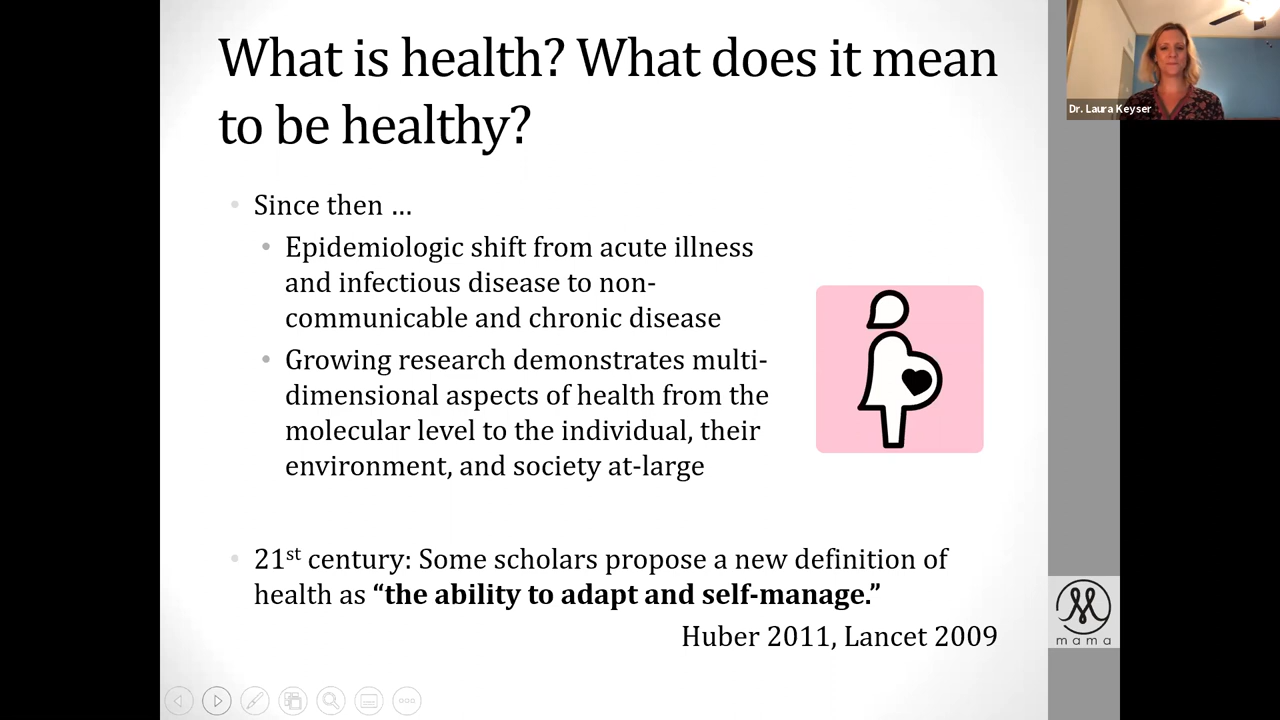 What is health? What does it mean
to be healthy?
Since then …
Epidemiologic shift from acute illness
and infectious disease to non-
communicable and chronic disease
Growing research demonstrates multi-
dimensional aspects of health from the
molecular level to the individual, their
environment, and society at-large
21st century: Some scholars propose a new definition of
health as “the ability to adapt and self-manage.”
Huber 2011, Lancet 2009
Dr. Laura Keyser
mama